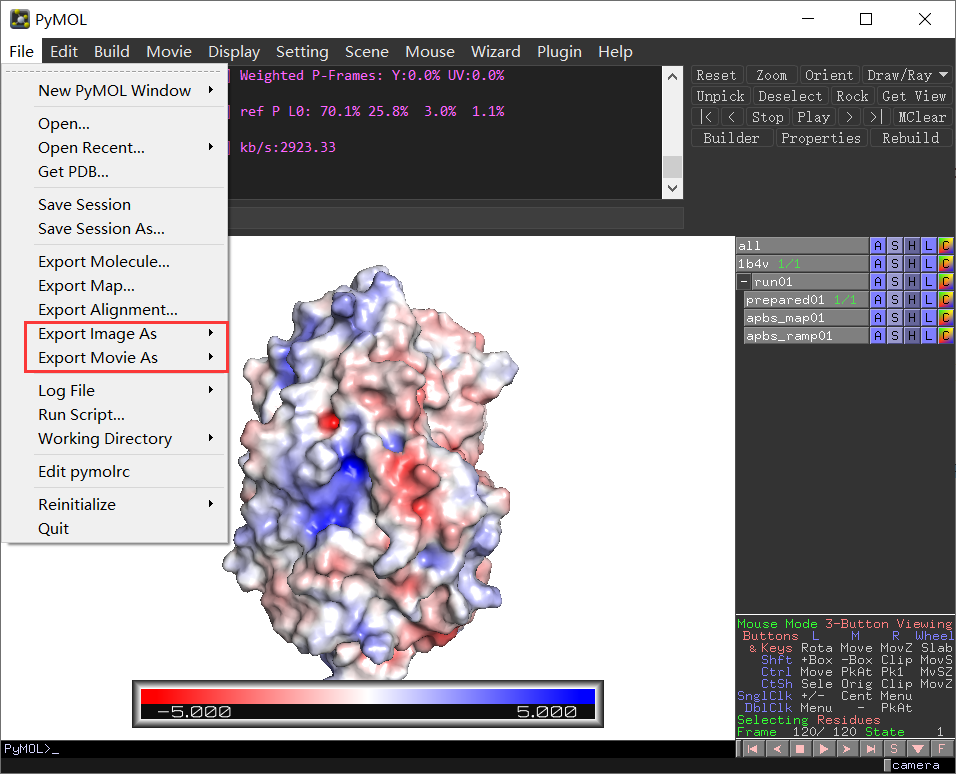 PyMOL
File Edit Build Movie Display Setting Scene Mouse Wizard Plugin Help
New PyMOL Window
Open...
Open Recent...
Get PDB...
Save Session
Save Session As...
Export Molecule...
Export Map...
Export Alignment...
Export Image As
Export Movie As
Log File
Run Script...
Working Directory
Edit pymolrc
Reinitialize
Quit
Weighted P-Frames: Y:0.0% UV:0.0%
ref P L0: 70.1% 25.8% 3.0% 1.1%
kb/s:2923.33
Reset Zoom Orient Draw/Ray
Unpick Deselect Rock Get View
|< < Stop Play > >| MClear
Builder Properties Rebuild
all A S H L C
1b4v 1/1 A S H L C
- run01 A S H L C
prepared01 1/1 A S H L C
apbs_map01 A S H L C
apbs_ramp01 A S H L C
-5.000 5.000
Mouse Mode 3-Button Viewing
Buttons L M R Wheel
& Keys Rota Move MovZ Slab
Shft +Box -Box Clip MovS
Ctrl Move PkAt Pk1 MvSZ
CtSh Sele Orig Clip MovZ
SnglClk +/- Cent Menu
DblClk Menu - PkAt
Selecting Residues
Frame 120/ 120 State 1
PyMOL>_
S F
camera